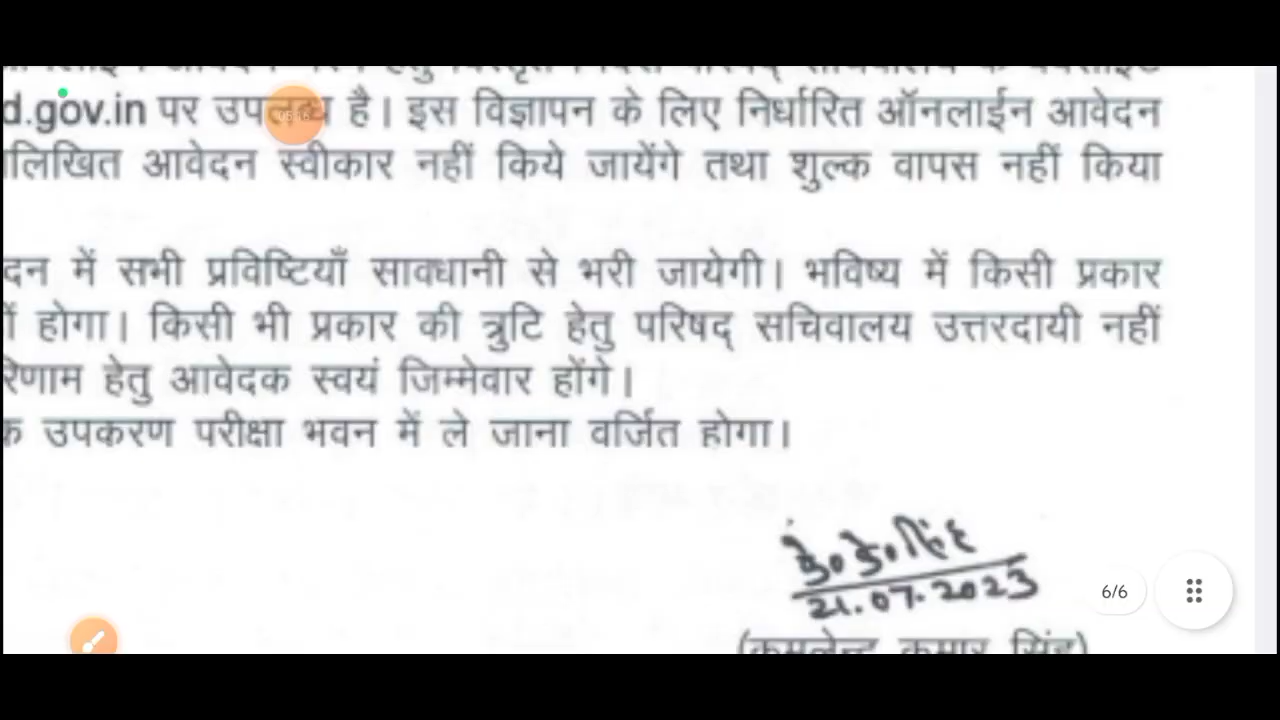 d.gov.in पर उपलब्ध है। इस विज्ञापन के लिए निर्धारित ऑनलाईन आवेदन
लिखित आवेदन स्वीकार नहीं किये जायेंगे तथा शुल्क वापस नहीं किया
दन में सभी प्रविष्टियाँ सावधानी से भरी जायेगी। भविष्य में किसी प्रकार
होगा। किसी भी प्रकार की त्रुटि हेतु परिषद् सचिवालय उत्तरदायी नहीं
रिणाम हेतु आवेदक स्वयं जिम्मेवार होंगे।
क उपकरण परीक्षा भवन में ले जाना वर्जित होगा।
के० के० सिंह
21.07.2023
6/6
कुमार सिंह)